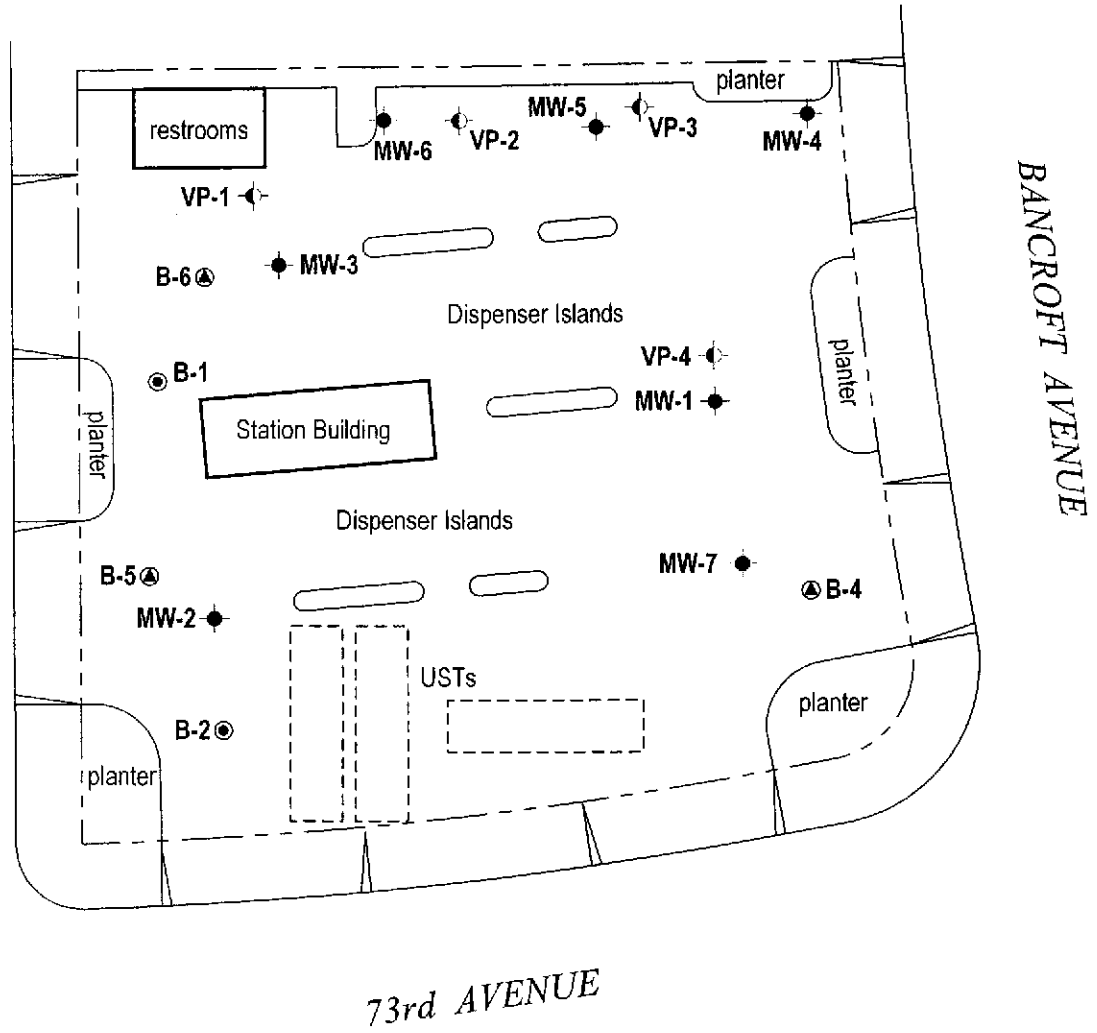 planter
restrooms
MW-5
VP-3
MW-6
VP-2
MW-4
VP-1
MW-3
B-6
BANCROFT AVENUE
Dispenser Islands
VP-4
planter
B-1
MW-1
planter
Station Building
Dispenser Islands
MW-7
B-5
B-4
MW-2
USTs
planter
B-2
planter
73rd AVENUE